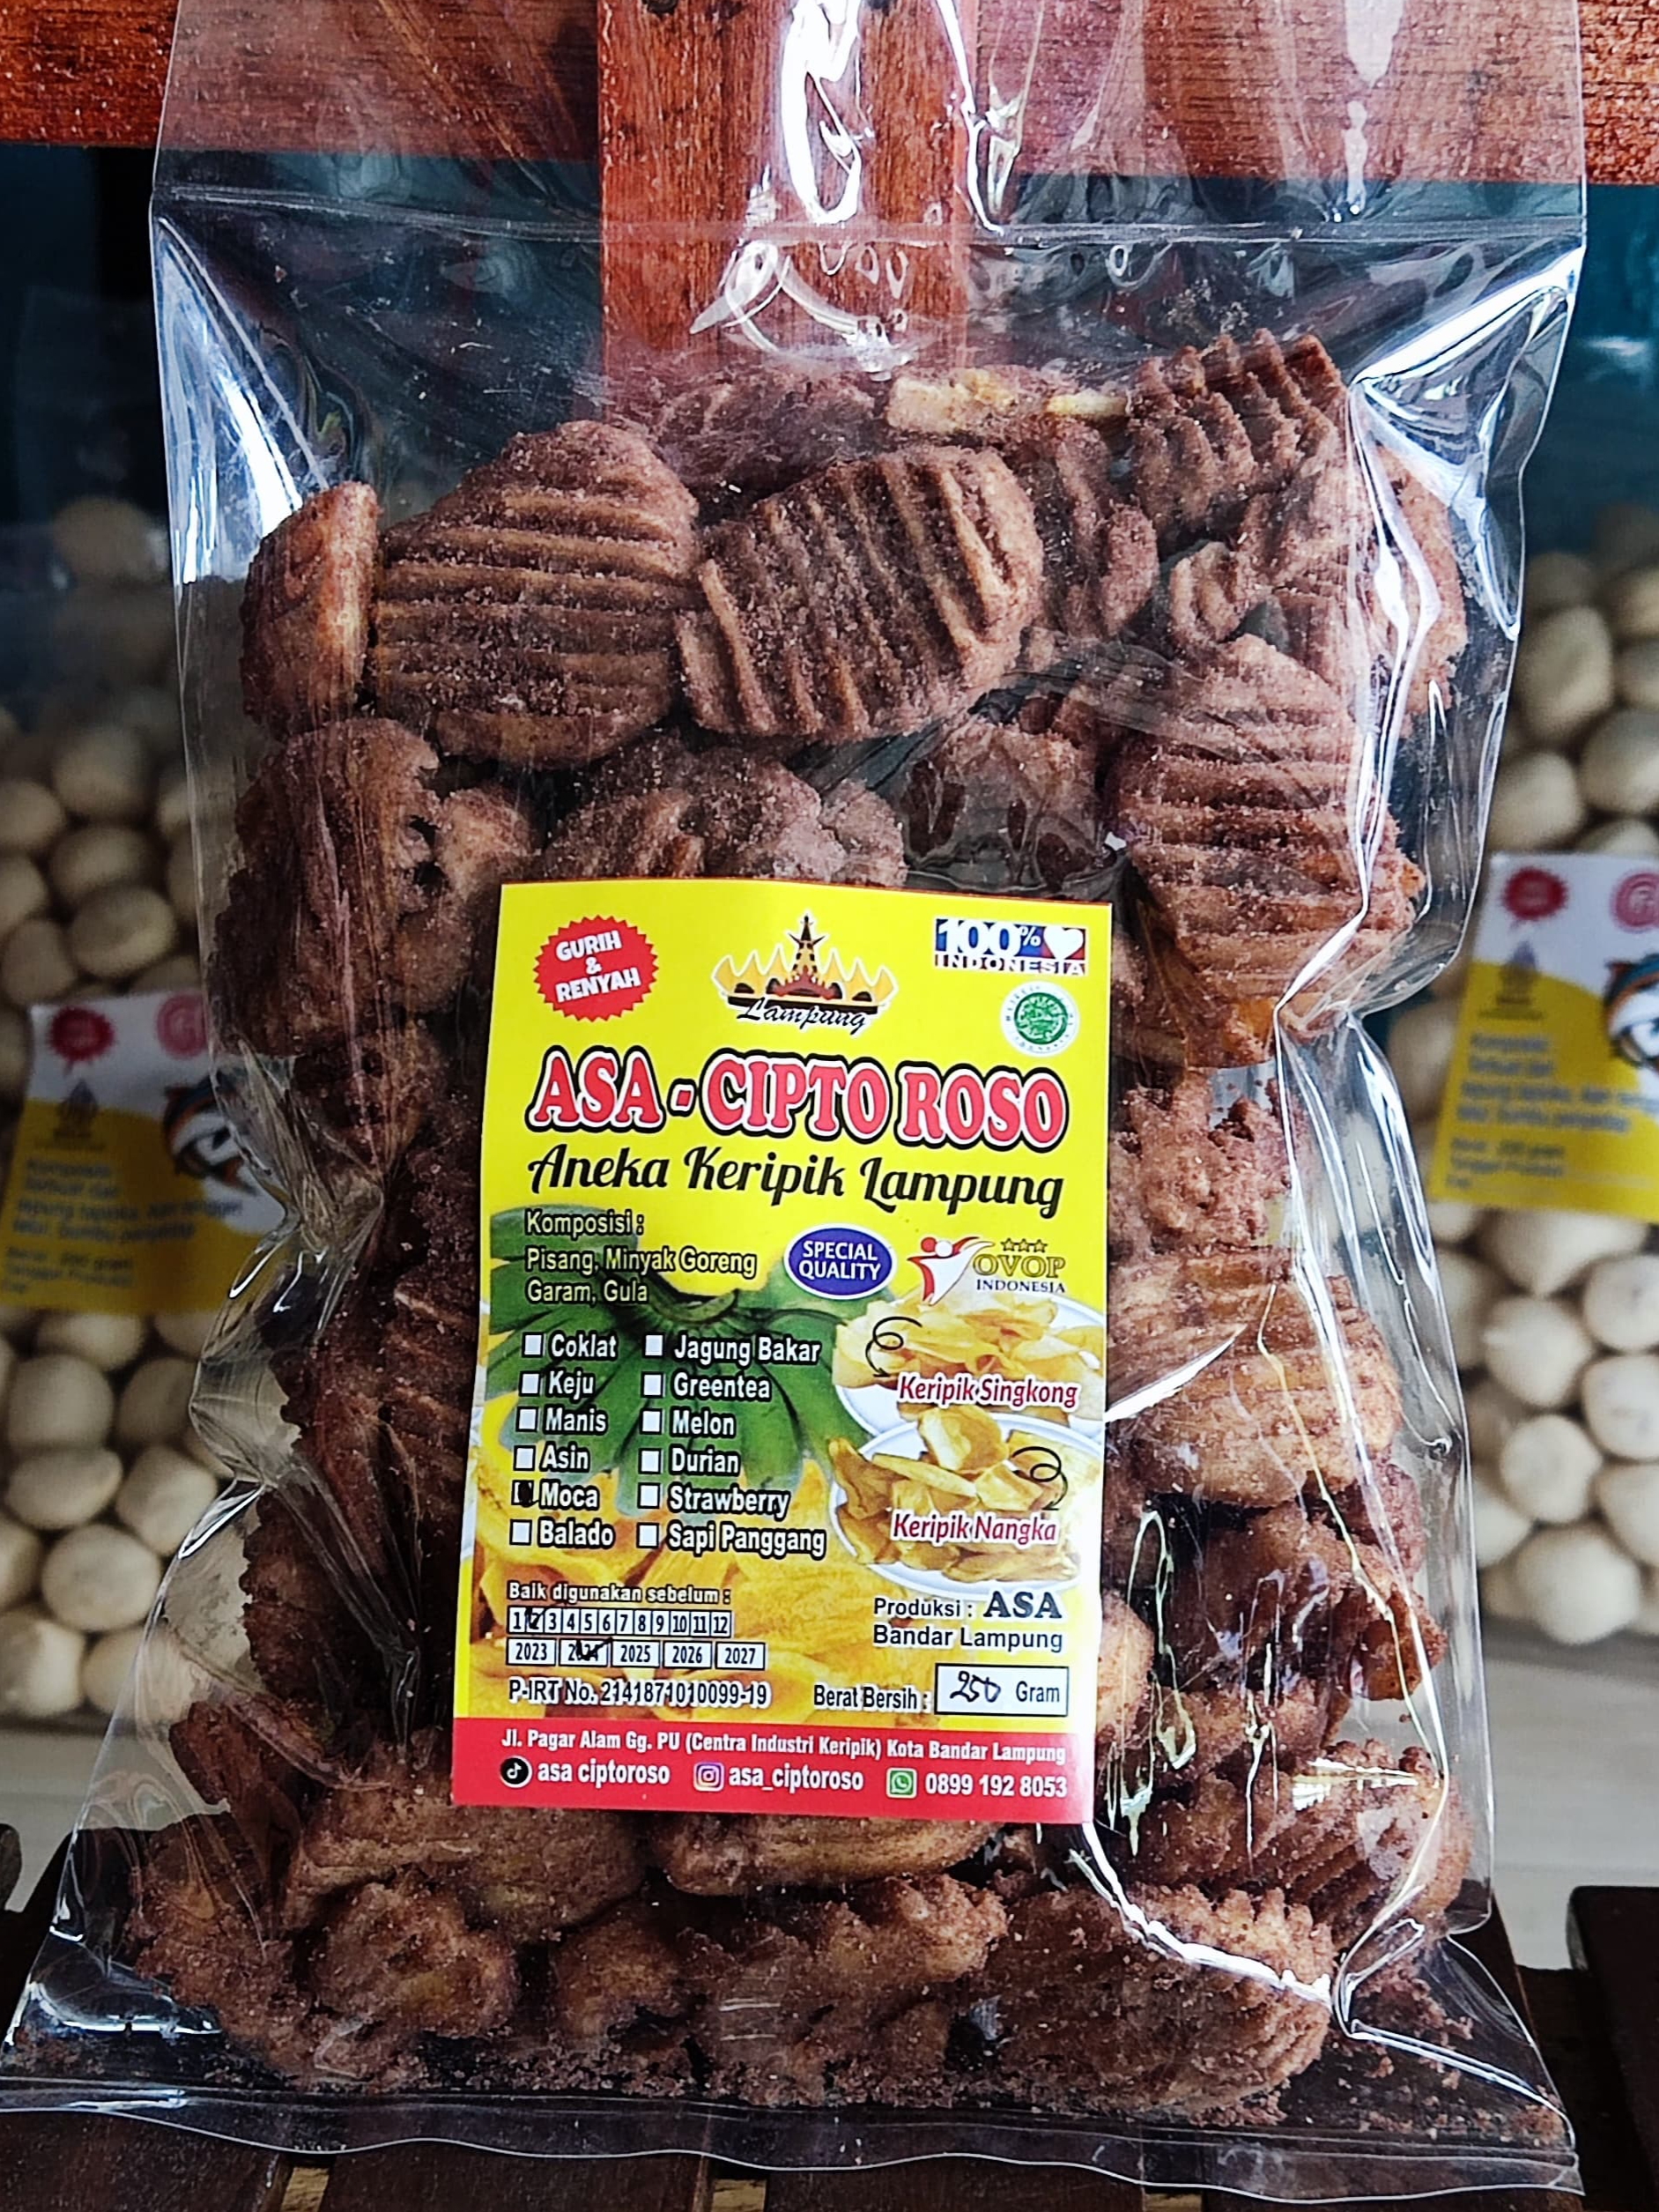 GURIH
&
RENYAH
Lampung
100%
INDONESIA
ASA - CIPTO ROSO
Aneka Keripik Lampung
Komposisi :
Pisang, Minyak Goreng
Garam, Gula
SPECIAL
QUALITY
OVOP
INDONESIA
Coklat
Keju
Manis
Asin
Moca
Balado
Jagung Bakar
Greentea
Melon
Durian
Strawberry
Sapi Panggang
Keripik Singkong
Keripik Nangka
Baik digunakan sebelum :
1 2 3 4 5 6 7 8 9 10 11 12
2023 2024 2025 2026 2027
P-IRT No. 2141871010099-19
Produksi : ASA
Bandar Lampung
Berat Bersih : 250 Gram
Jl. Pagar Alam Gg. PU (Centra Industri Keripik) Kota Bandar Lampung
asa ciptoroso asa_ciptoroso 0899 192 8053